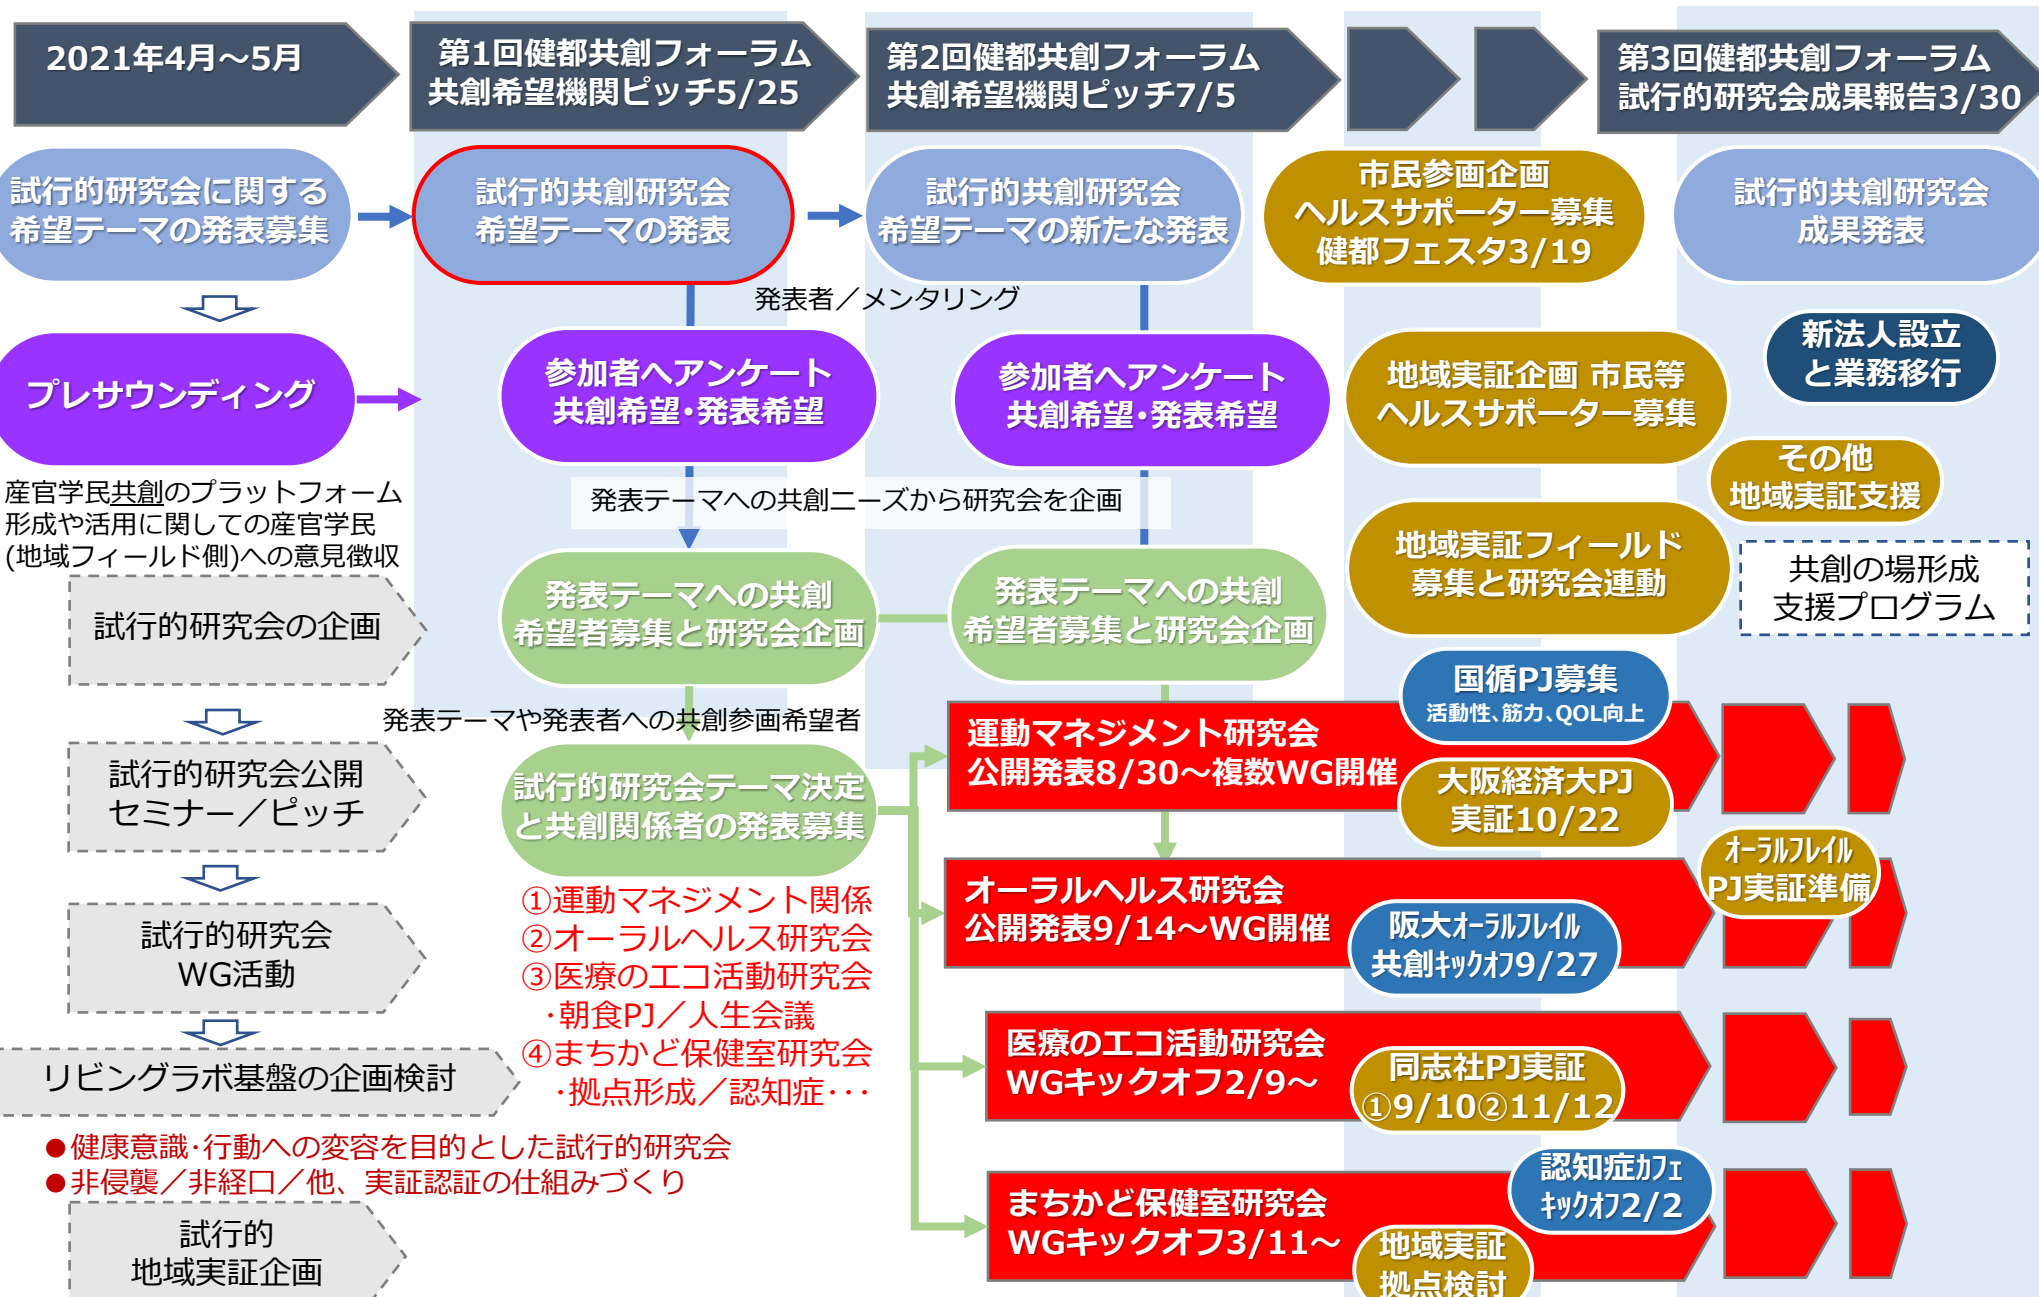 2021年4月～5月
第1回健都共創フォーラム
共創希望機関ピッチ5/25
第2回健都共創フォーラム
共創希望機関ピッチ7/5
第3回健都共創フォーラム
試行的研究会成果報告3/30
試行的研究会に関する
希望テーマの発表募集
試行的共創研究会
希望テーマの発表
試行的共創研究会
希望テーマの新たな発表
市民参画企画
ヘルスサポーター募集
健都フェスタ3/19
試行的共創研究会
成果発表
発表者／メンタリング
プレサウンディング
参加者へアンケート
共創希望・発表希望
参加者へアンケート
共創希望・発表希望
地域実証企画 市民等
ヘルスサポーター募集
新法人設立
と業務移行
その他
地域実証支援
産官学民共創のプラットフォーム
形成や活用に関しての産官学民
(地域フィールド側)への意見徴収
発表テーマへの共創ニーズから研究会を企画
地域実証フィールド
募集と研究会連動
共創の場形成
支援プログラム
試行的研究会の企画
発表テーマへの共創
希望者募集と研究会企画
発表テーマへの共創
希望者募集と研究会企画
国循PJ募集
活動性、筋力、QOL向上
発表テーマや発表者への共創参画希望者
運動マネジメント研究会
公開発表8/30～複数WG開催
大阪経済大PJ
実証10/22
試行的研究会公開
セミナー／ピッチ
試行的研究会テーマ決定
と共創関係者の発表募集
オーラルヘルス研究会
公開発表9/14～WG開催
ｵｰﾗﾙﾌﾚｲﾙ
PJ実証準備
阪大ｵｰﾗﾙﾌﾚｲﾙ
共創ｷｯｸｵﾌ9/27
試行的研究会
WG活動
①運動マネジメント関係
②オーラルヘルス研究会
③医療のエコ活動研究会
・朝食PJ／人生会議
④まちかど保健室研究会
・拠点形成／認知症・・・
医療のエコ活動研究会
WGキックオフ2/9～
同志社PJ実証
①9/10②11/12
リビングラボ基盤の企画検討
●健康意識・行動への変容を目的とした試行的研究会
●非侵襲／非経口／他、実証認証の仕組みづくり
まちかど保健室研究会
WGキックオフ3/11～
認知症ｶﾌｪ
ｷｯｸｵﾌ2/2
地域実証
拠点検討
試行的
地域実証企画